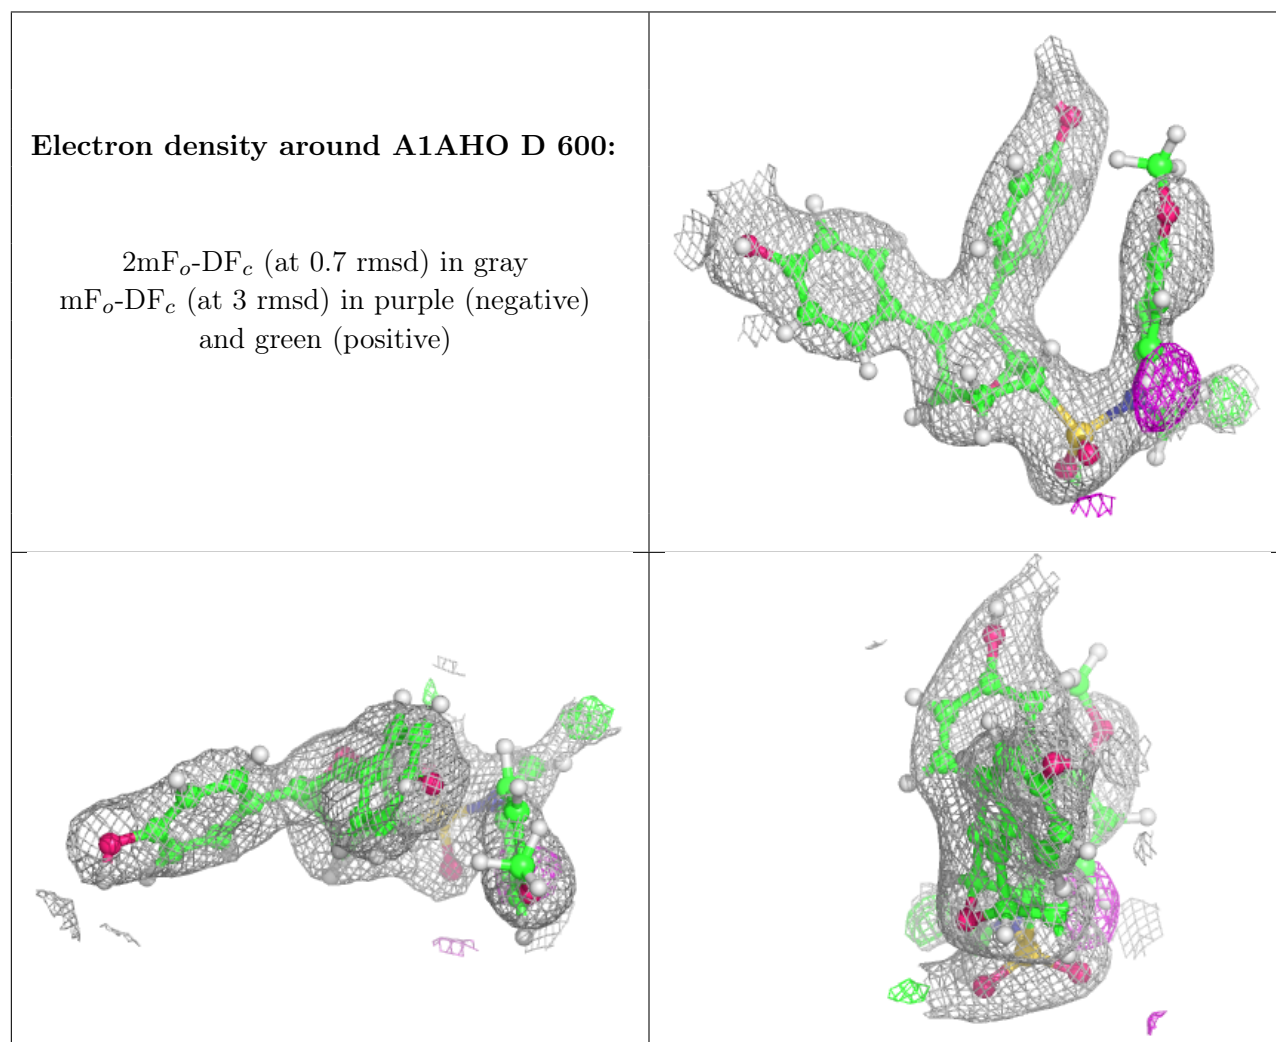 Electron density around A1AHO D 600:
2mFo-DFc (at 0.7 rmsd) in gray
mFo-DFc (at 3 rmsd) in purple (negative)
and green (positive)